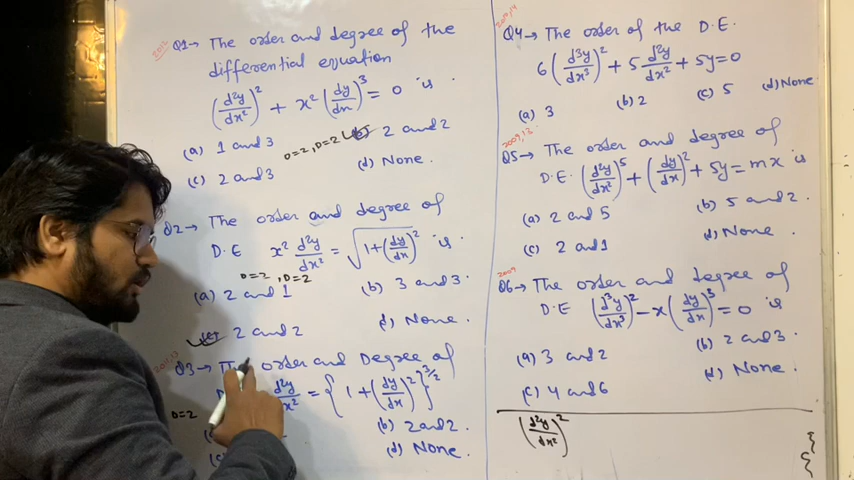 2012
Q1→ The order and degree of the
differential equation
(d²y/dx²)² + x² (dy/dx)³ = 0 is
(a) 1 and 3
O=2, D=2 (b) 2 and 2
(c) 2 and 3
(d) None.
Q2→ The order and degree of
D.E x² d²y/dx² = √1+(dy/dx)² is
O=2, D=2
(a) 2 and 1
(b) 3 and 3.
2 and 2
(d) None.
Q3→ The order and Degree of
d²y/dx² = {1+(dy/dx)²}^3/2
O=2
(b) 2 and 2.
(d) None
Q4→ The order of the D.E.
6(d³y/dx³)² + 5 d²y/dx² + 5y=0
(a) 3
(b) 2
(c) 5
(d) None
2009,13
Q5→ The order and degree of
D.E. (d²y/dx²)⁵ + (dy/dx)² + 5y = mx is
(a) 2 and 5
(b) 5 and 2.
(c) 2 and 1
(d) None.
2009
Q6→ The order and degree of
D.E (d³y/dx³)² - x(dy/dx)³ = 0 is
(a) 3 and 2
(b) 2 and 3.
(c) 4 and 6
(d) None.
(d²y/dx²)²